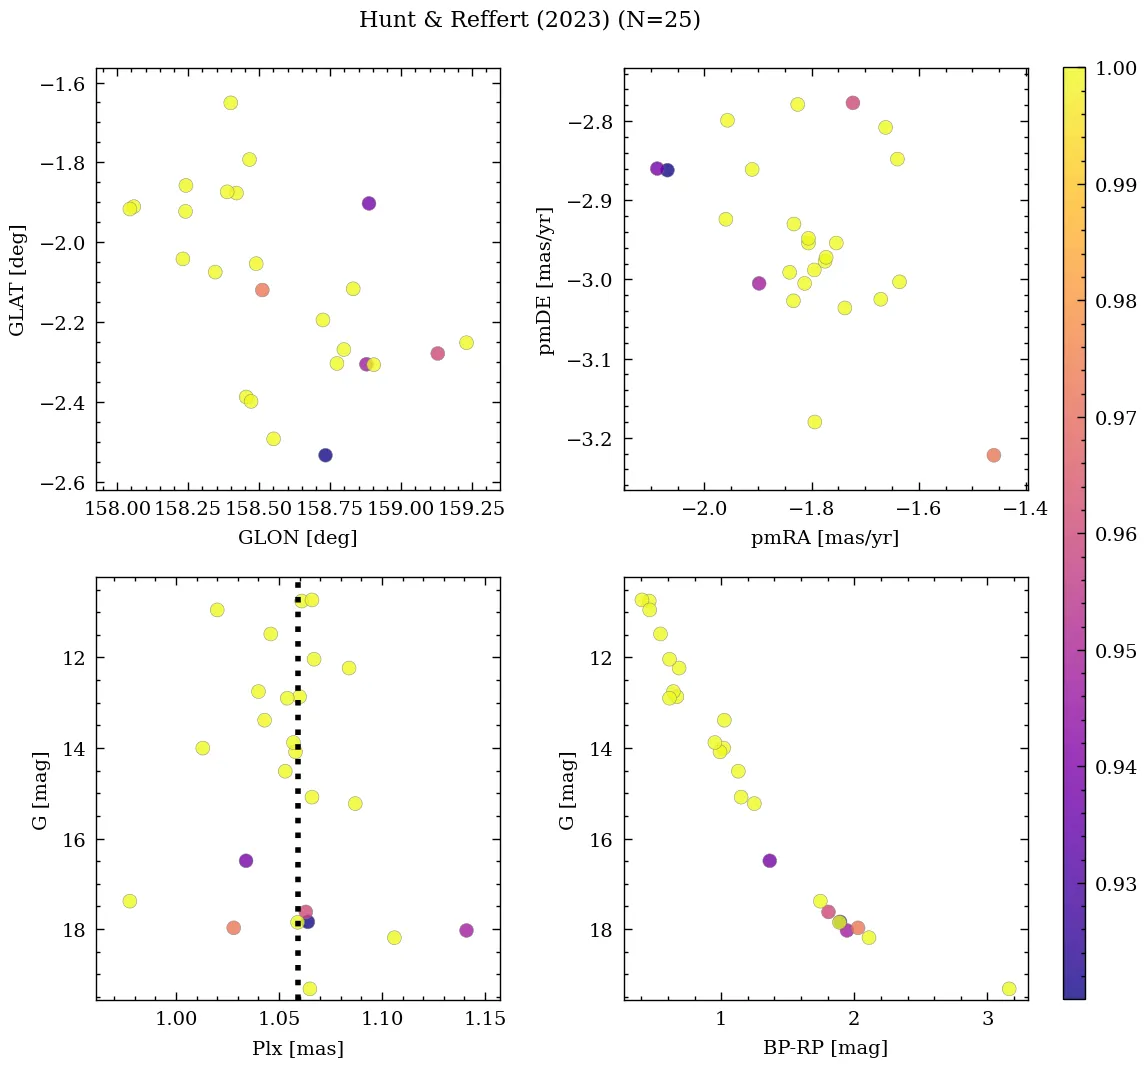 Hunt & Reffert (2023) (N=25)
−1.6
−1.8
−2.0
−2.2
−2.4
−2.6
GLAT [deg]
158.00 158.25 158.50 158.75 159.00 159.25
GLON [deg]
−2.8
−2.9
−3.0
−3.1
−3.2
pmDE [mas/yr]
−2.0 −1.8 −1.6 −1.4
pmRA [mas/yr]
12
14
16
18
G [mag]
1.00 1.05 1.10 1.15
Plx [mas]
12
14
16
18
G [mag]
1 2 3
BP-RP [mag]
1.00
0.99
0.98
0.97
0.96
0.95
0.94
0.93